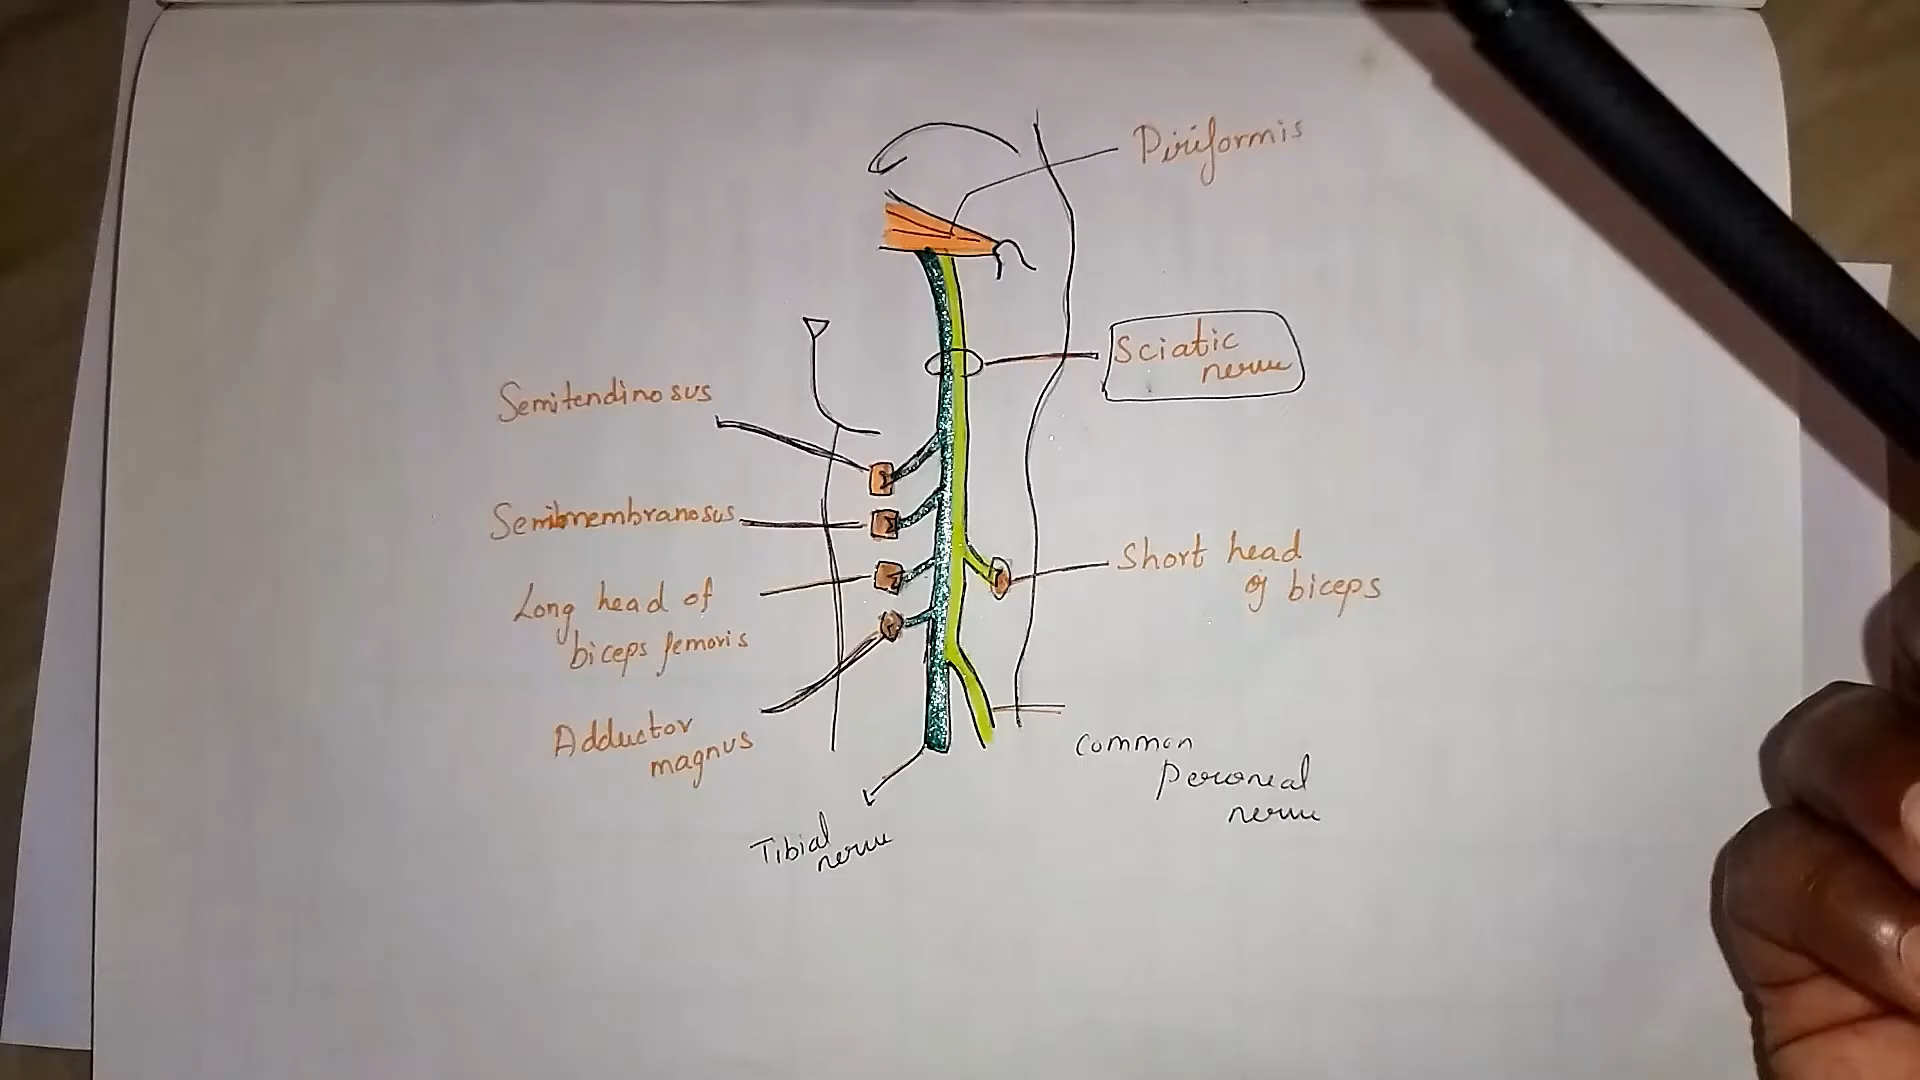 Piriformis
Sciatic
nerve
Semitendinosus
Semimembranosus
Long head of
biceps femoris
Adductor
magnus
Short head
of biceps
Common
Peroneal
nerve
Tibial
nerve